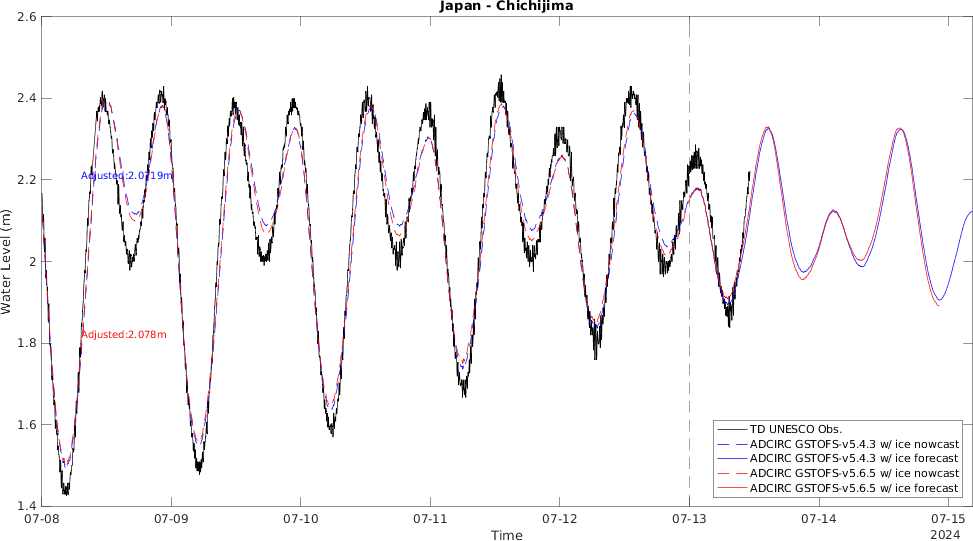 Japan - Chichijima
Water Level (m)
2.6
2.4
2.2
2
1.8
1.6
1.4
Adjusted:2.0719m
Adjusted:2.078m
TD UNESCO Obs.
ADCIRC GSTOFS-v5.4.3 w/ ice nowcast
ADCIRC GSTOFS-v5.4.3 w/ ice forecast
ADCIRC GSTOFS-v5.6.5 w/ ice nowcast
ADCIRC GSTOFS-v5.6.5 w/ ice forecast
07-08 07-09 07-10 07-11 07-12 07-13 07-14 07-15
Time
2024